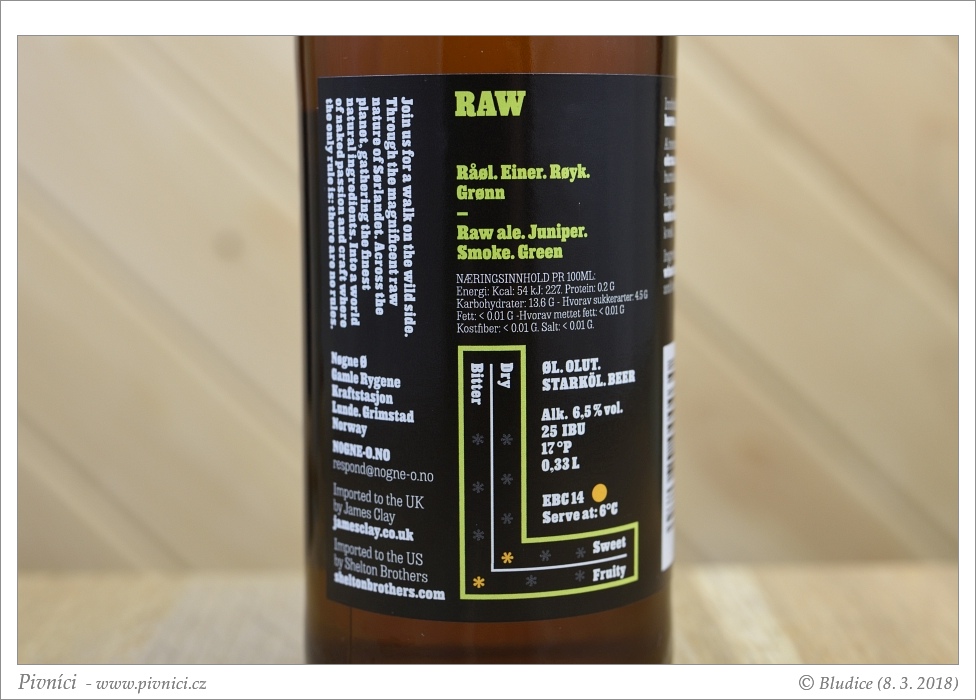 RAW
Råøl. Einer. Røyk.
Grønn
–
Raw ale. Juniper.
Smoke. Green
NÆRINGSINNHOLD PR 100ML:
Energi: Kcal: 54 kJ: 227. Protein: 0.2 G
Karbohydrater: 13.6 G - Hvorav sukkerarter: 4.5 G
Fett: < 0.01 G -Hvorav mettet fett: < 0.01 G
Kostfiber: < 0.01 G. Salt: < 0.01 G.
Join us for a walk on the wild side.
Through the magnificent raw
nature of Sørlandet. Across the
planet, gathering the finest
natural ingredients. Into a world
of naked passion and craft where
the only rule is: there are no rules.
Nøgne Ø
Gamle Rygene
Kraftstasjon
Lunde. Grimstad
Norway
NOGNE-O.NO
respond@nogne-o.no
Imported to the UK
by James Clay
jamesclay.co.uk
Imported to the US
by Shelton Brothers
sheltonbrothers.com
Dry
Bitter
Sweet
Fruity
ØL. OLUT.
STARKÖL. BEER
Alk. 6,5 % vol.
25 IBU
17 °P
0,33 L
EBC 14
Serve at: 6°C
Pivníci - www.pivnici.cz
© Bludice (8. 3. 2018)